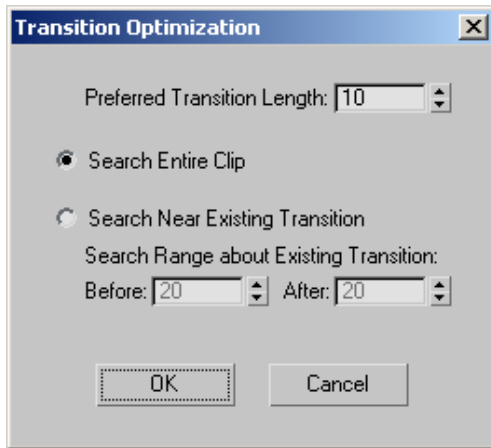 Transition Optimization
Preferred Transition Length: 10
Search Entire Clip
Search Near Existing Transition
Search Range about Existing Transition:
Before: 20 After: 20
OK Cancel